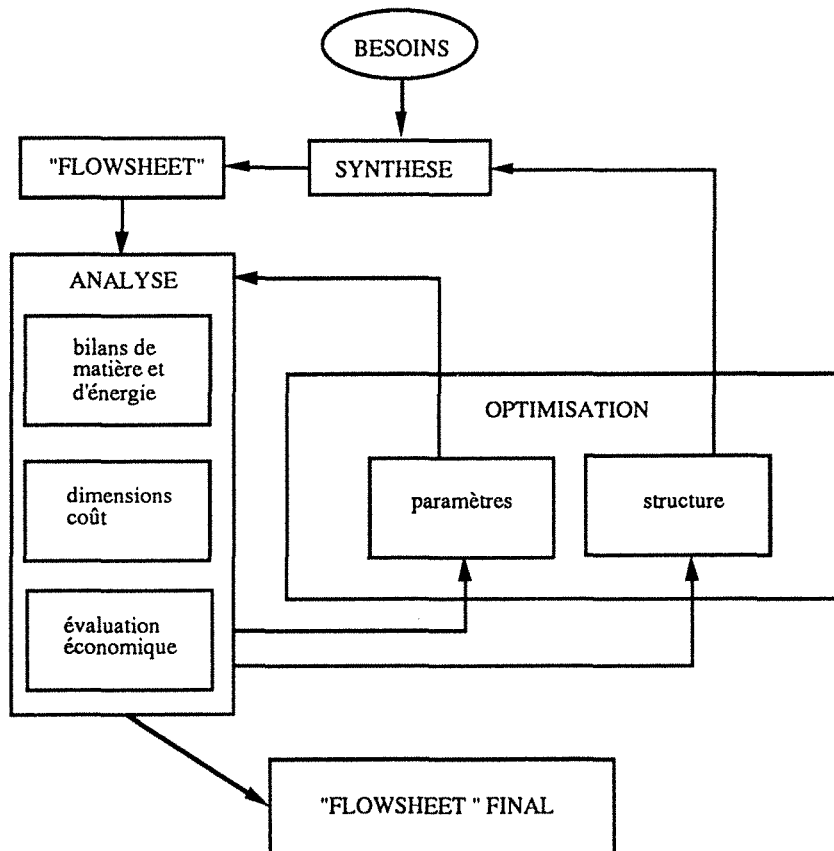 BESOINS
"FLOWSHEET"
SYNTHESE
ANALYSE
bilans de
matière et
d'énergie
OPTIMISATION
dimensions
coût
paramètres
structure
évaluation
économique
"FLOWSHEET " FINAL